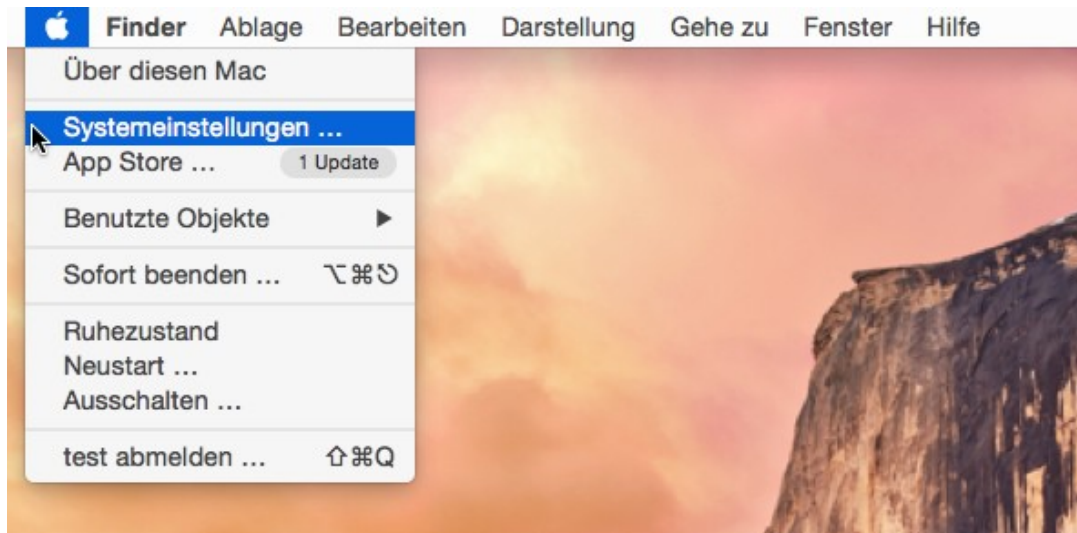 Finder Ablage Bearbeiten Darstellung Gehe zu Fenster Hilfe
Über diesen Mac
Systemeinstellungen ...
App Store ... 1 Update
Benutzte Objekte ▶
Sofort beenden ... ⌥⌘⎋
Ruhezustand
Neustart ...
Ausschalten ...
test abmelden ... ⇧⌘Q